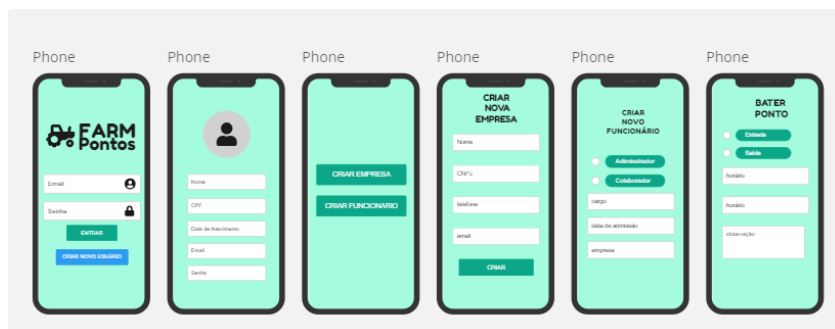 Phone
FARM
Pontos
Email
Senha
ENTRAR
CRIAR NOVO USUÁRIO
Phone
Nome
CPF
Data de Nascimento
Email
Senha
Phone
CRIAR EMPRESA
CRIAR FUNCIONARIO
Phone
CRIAR
NOVA
EMPRESA
Nome
CNPJ
telefone
email
CRIAR
Phone
CRIAR
NOVO
FUNCIONÁRIO
Administrador
Colaborador
cargo
data de admissão
empresa
Phone
BATER
PONTO
Entrada
Saída
horário
horário
observação